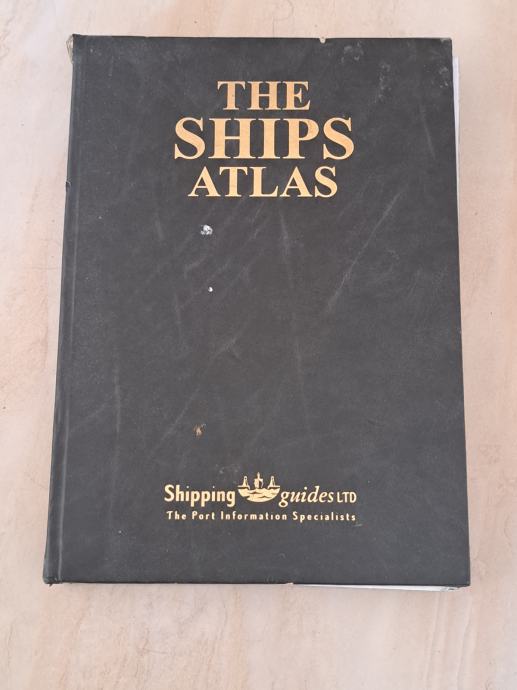 THE
SHIPS
ATLAS
Shipping guides LTD
The Port Information Specialists